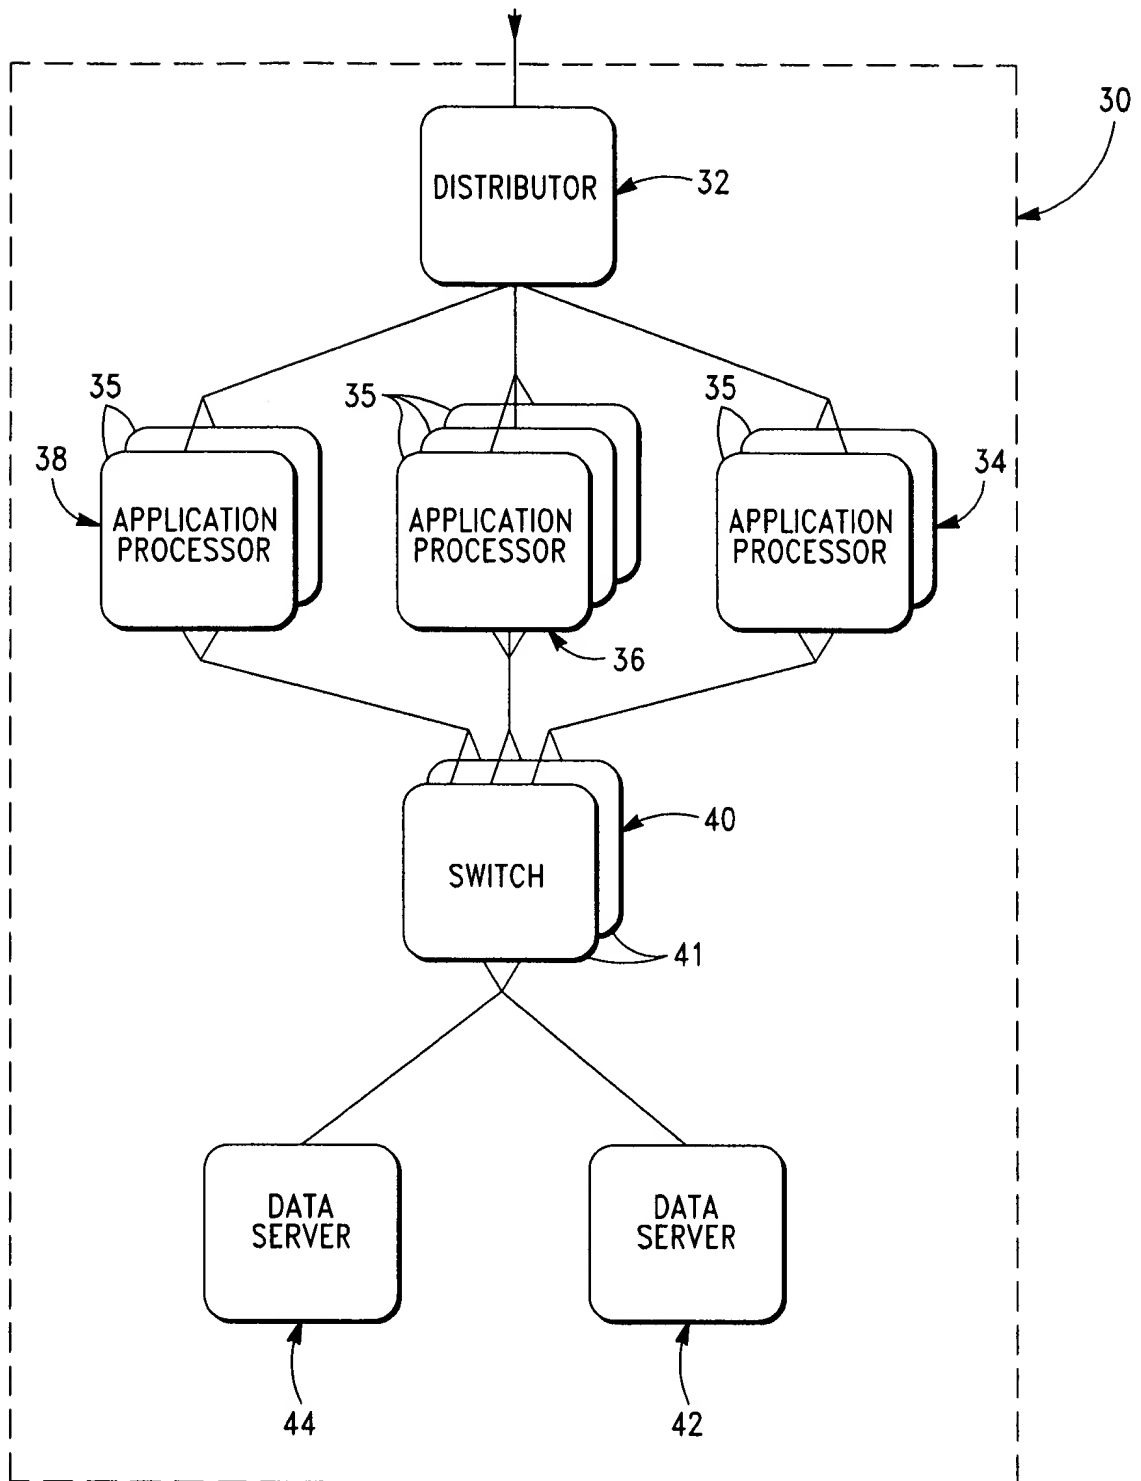 30
DISTRIBUTOR
32
35
35
35
38
34
APPLICATION
PROCESSOR
APPLICATION
PROCESSOR
APPLICATION
PROCESSOR
36
40
SWITCH
41
DATA
SERVER
DATA
SERVER
44
42